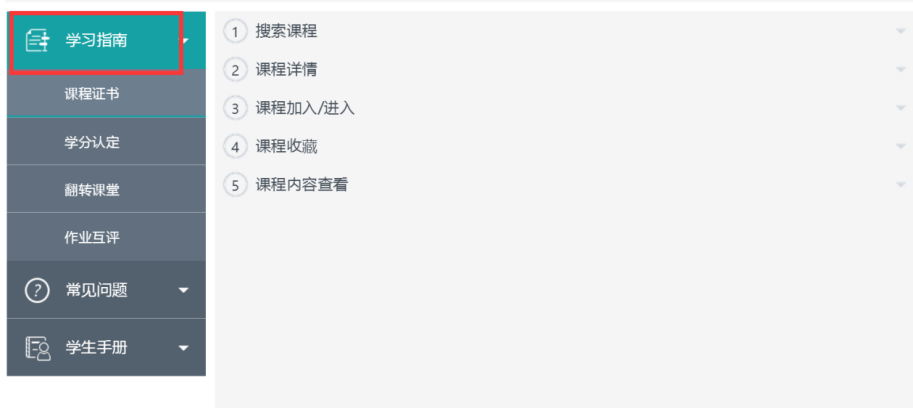 学习指南
课程证书
学分认定
翻转课堂
作业互评
? 常见问题
学生手册
1 搜索课程
2 课程详情
3 课程加入/进入
4 课程收藏
5 课程内容查看